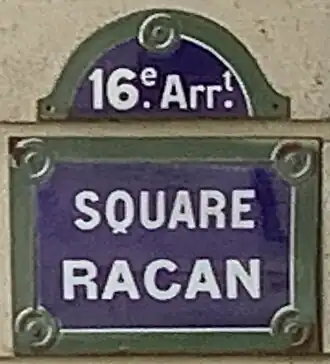 16e. Arrt.
SQUARE
RACAN